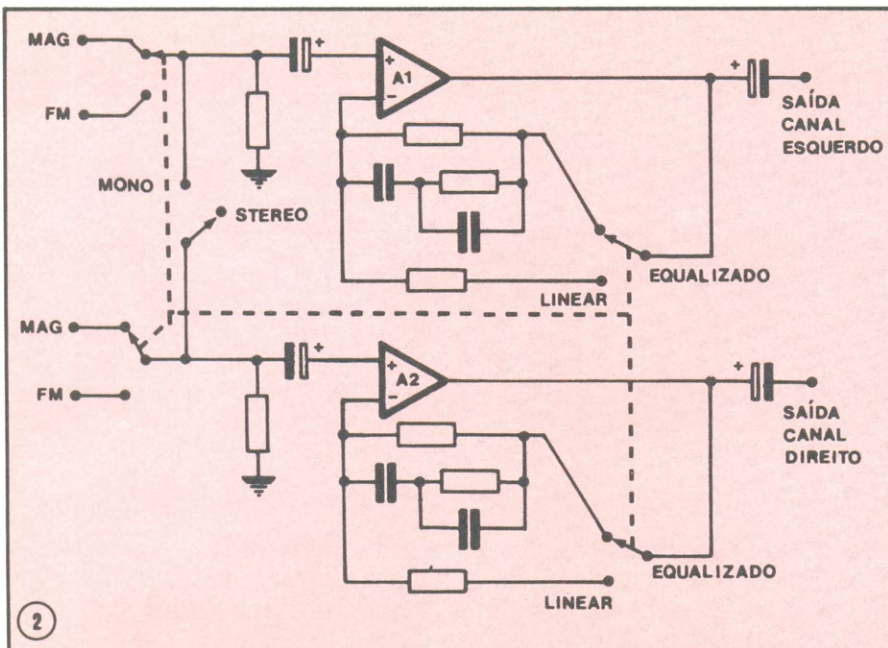 MAG
FM
MONO
STEREO
+
+
A1
−
+
SAÍDA
CANAL
ESQUERDO
EQUALIZADO
LINEAR
MAG
FM
+
+
A2
−
+
SAÍDA
CANAL
DIREITO
EQUALIZADO
LINEAR
2